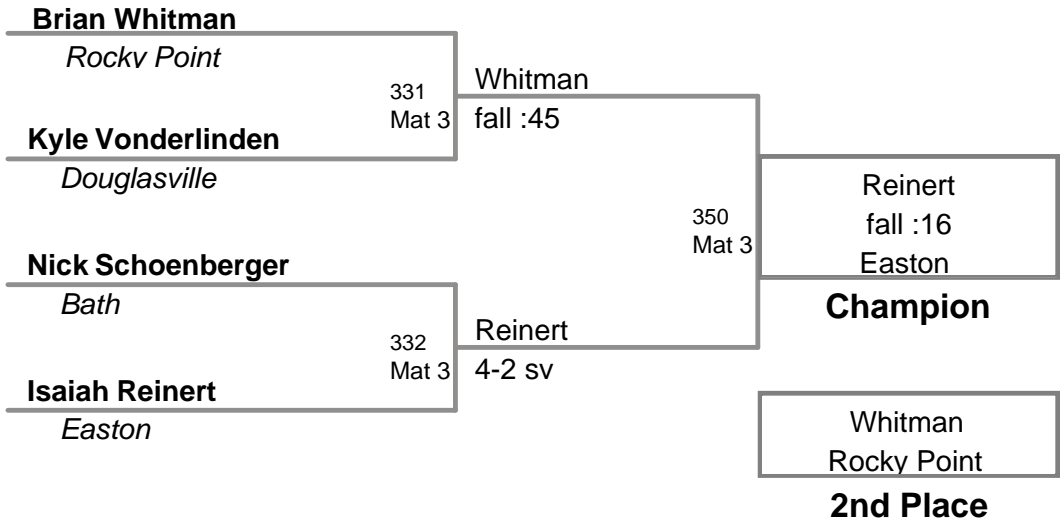 Brian Whitman
Rocky Point
331
Mat 3
Whitman
fall :45
Kyle Vonderlinden
Douglasville
Nick Schoenberger
Bath
332
Mat 3
Reinert
4-2 sv
Isaiah Reinert
Easton
350
Mat 3
Reinert
fall :16
Easton
Champion
Whitman
Rocky Point
2nd Place